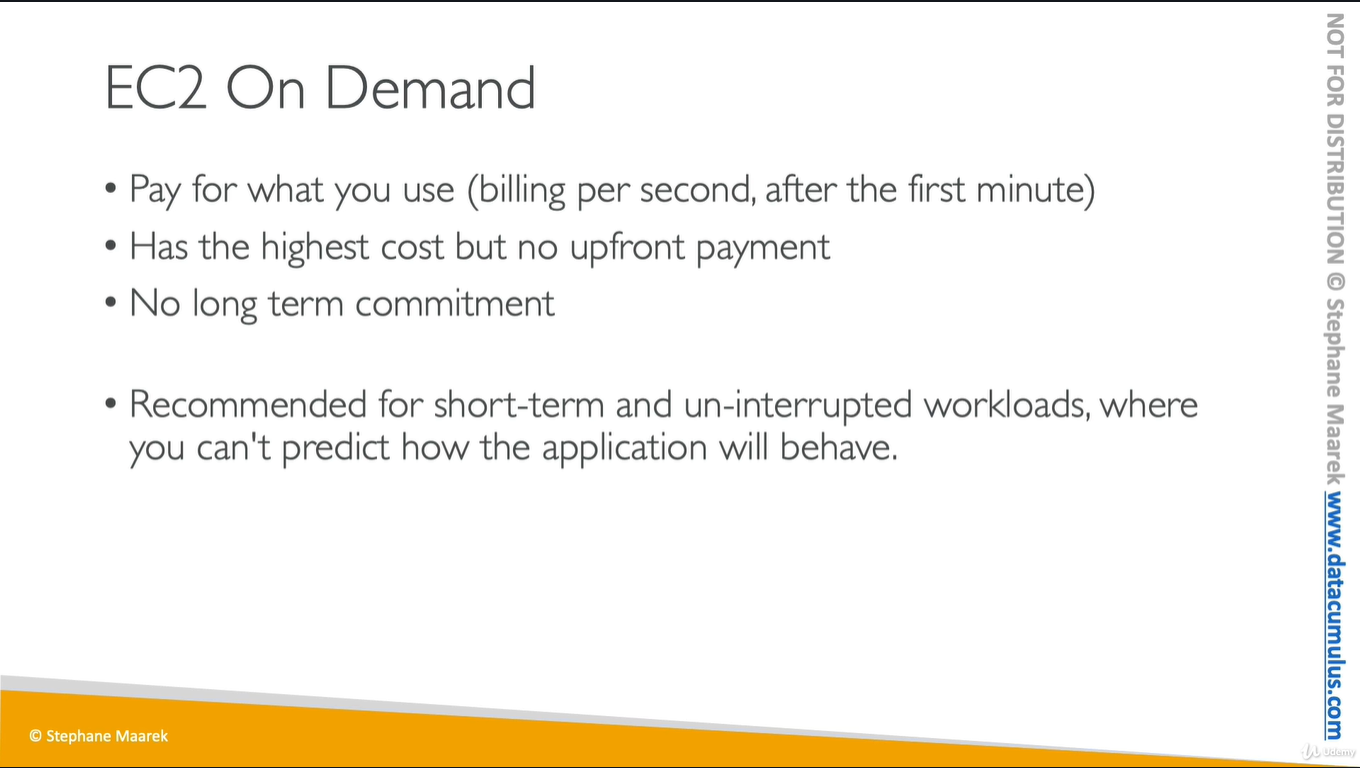 EC2 On Demand
• Pay for what you use (billing per second, after the first minute)
• Has the highest cost but no upfront payment
• No long term commitment
• Recommended for short-term and un-interrupted workloads, where
you can't predict how the application will behave.
© Stephane Maarek
NOT FOR DISTRIBUTION © Stephane Maarek www.datacumulus.com
Udemy